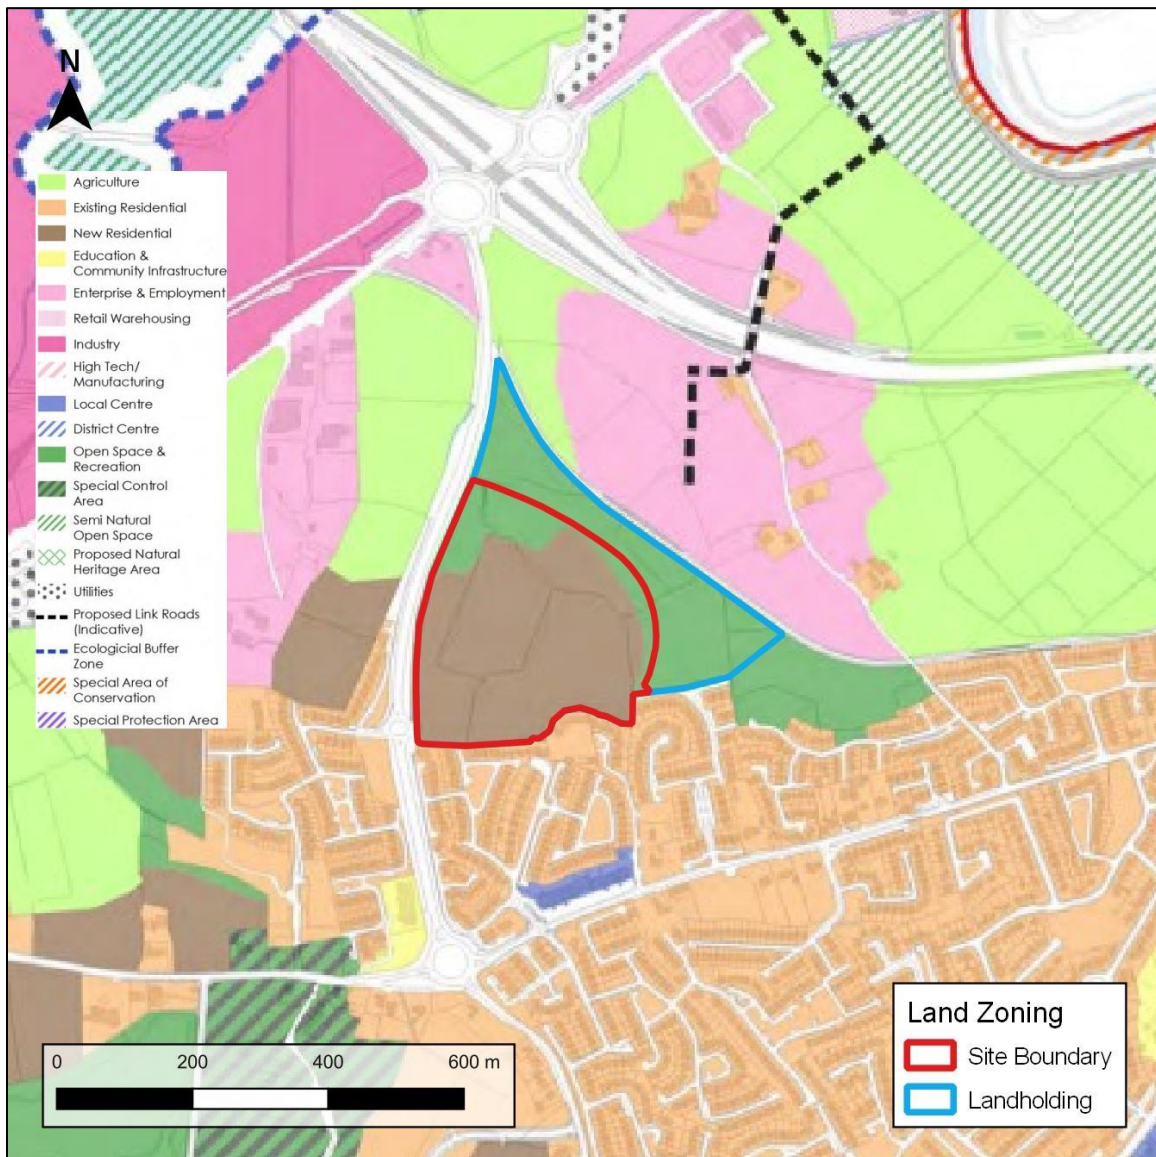 N
Agriculture
Existing Residential
New Residential
Education &
Community Infrastructure
Enterprise & Employment
Retail Warehousing
Industry
High Tech/
Manufacturing
Local Centre
District Centre
Open Space &
Recreation
Special Control
Area
Semi Natural
Open Space
Proposed Natural
Heritage Area
Utilities
Proposed Link Roads
(Indicative)
Ecologicial Buffer
Zone
Special Area of
Conservation
Special Protection Area
0 200 400 600 m
Land Zoning
Site Boundary
Landholding